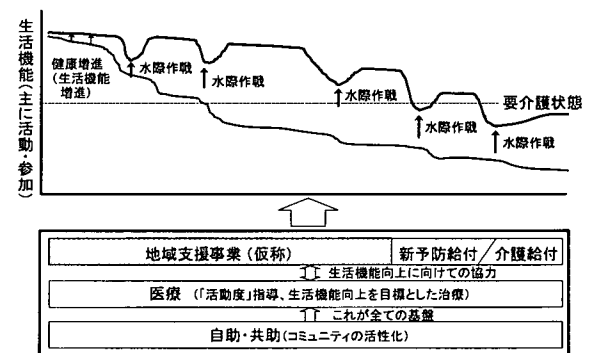 生活機能(主に活動・参加)
健康増進
(生活機能
増進)
水際作戦
水際作戦
水際作戦
水際作戦
水際作戦
要介護状態
地域支援事業(仮称)
新予防給付/介護給付
生活機能向上に向けての協力
医療 (「活動度」指導、生活機能向上を目標とした治療)
これが全ての基盤
自助・共助(コミュニティの活性化)